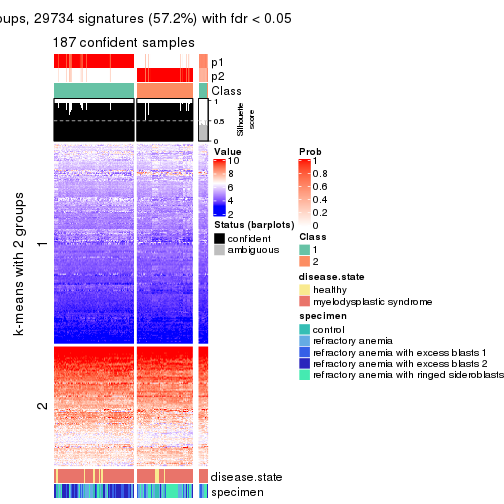 oups, 29734 signatures (57.2%) with fdr < 0.05
187 confident samples
p1
p2
Class
1
0.5
0
Silhouette
score
k-means with 2 groups
1
2
Value
10
8
6
4
2
Status (barplots)
confident
ambiguous
Prob
1
0.8
0.6
0.4
0.2
0
Class
1
2
disease.state
healthy
myelodysplastic syndrome
specimen
control
refractory anemia
refractory anemia with excess blasts 1
refractory anemia with excess blasts 2
refractory anemia with ringed sideroblasts
disease.state
specimen